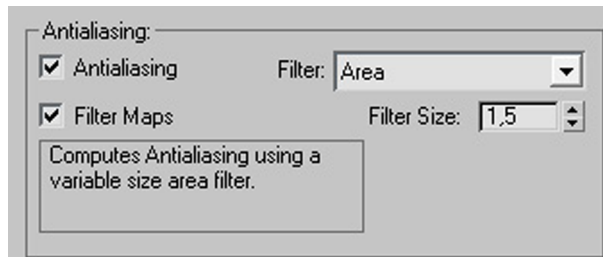 Antialiasing:
Antialiasing Filter: Area
Filter Maps Filter Size: 1,5
Computes Antialiasing using a
variable size area filter.